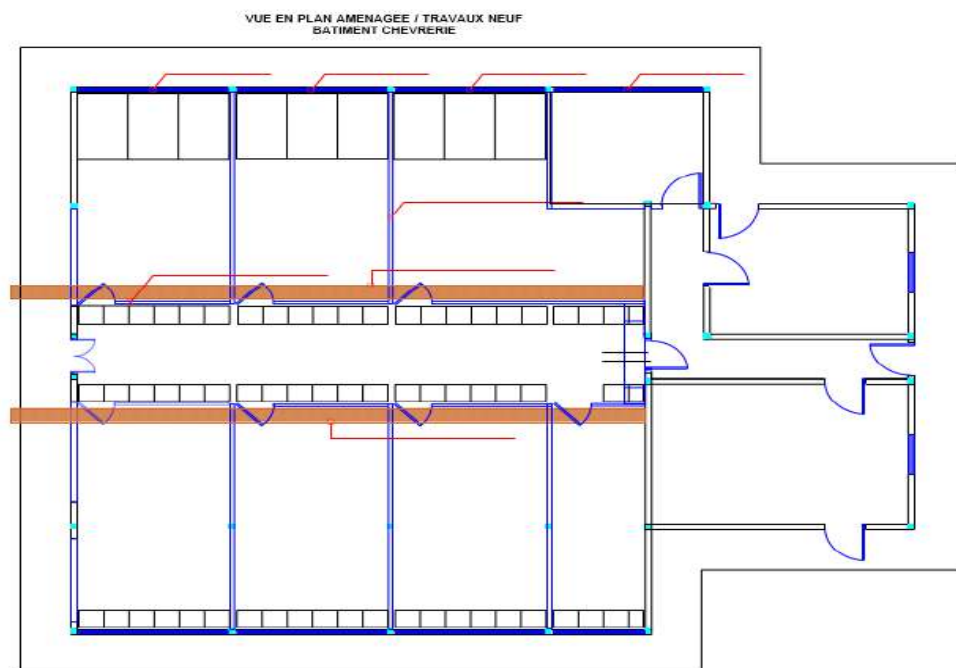 VUE EN PLAN AMENAGEE / TRAVAUX NEUF
BATIMENT CHEVRERIE